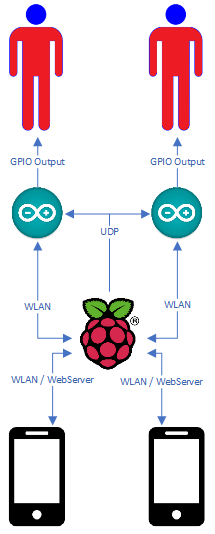 GPIO Output
GPIO Output
UDP
WLAN
WLAN
®
WLAN / WebServer
WLAN / WebServer